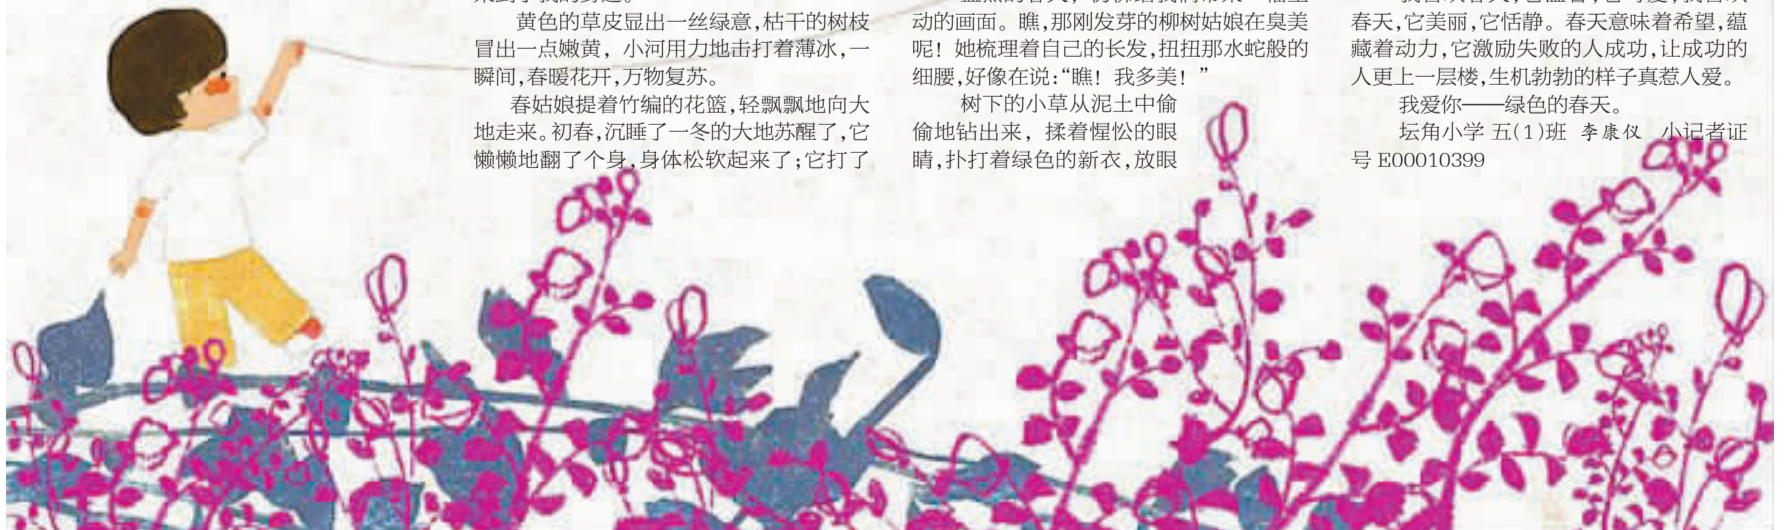 黄色的草皮显出一丝绿意,枯干的树枝
冒出一点嫩黄,小河用力地击打着薄冰,一
瞬间,春暖花开,万物复苏。
春姑娘提着竹编的花篮,轻飘飘地向大
地走来。初春,沉睡了一冬的大地苏醒了,它
懒懒地翻了个身,身体松软起来了;它打了
动的画面。瞧,那刚发芽的柳树姑娘在臭美
呢!她梳理着自己的长发,扭扭那水蛇般的
细腰,好像在说:“瞧!我多美!”
树下的小草从泥土中偷
偷地钻出来,揉着惺忪的眼
睛,扑打着绿色的新衣,放眼
春天,它美丽,它恬静。春天意味着希望,蕴
藏着动力,它激励失败的人成功,让成功的
人更上一层楼,生机勃勃的样子真惹人爱。
我爱你——绿色的春天。
坛角小学 五(1)班 李康仪 小记者证
号 E00010399